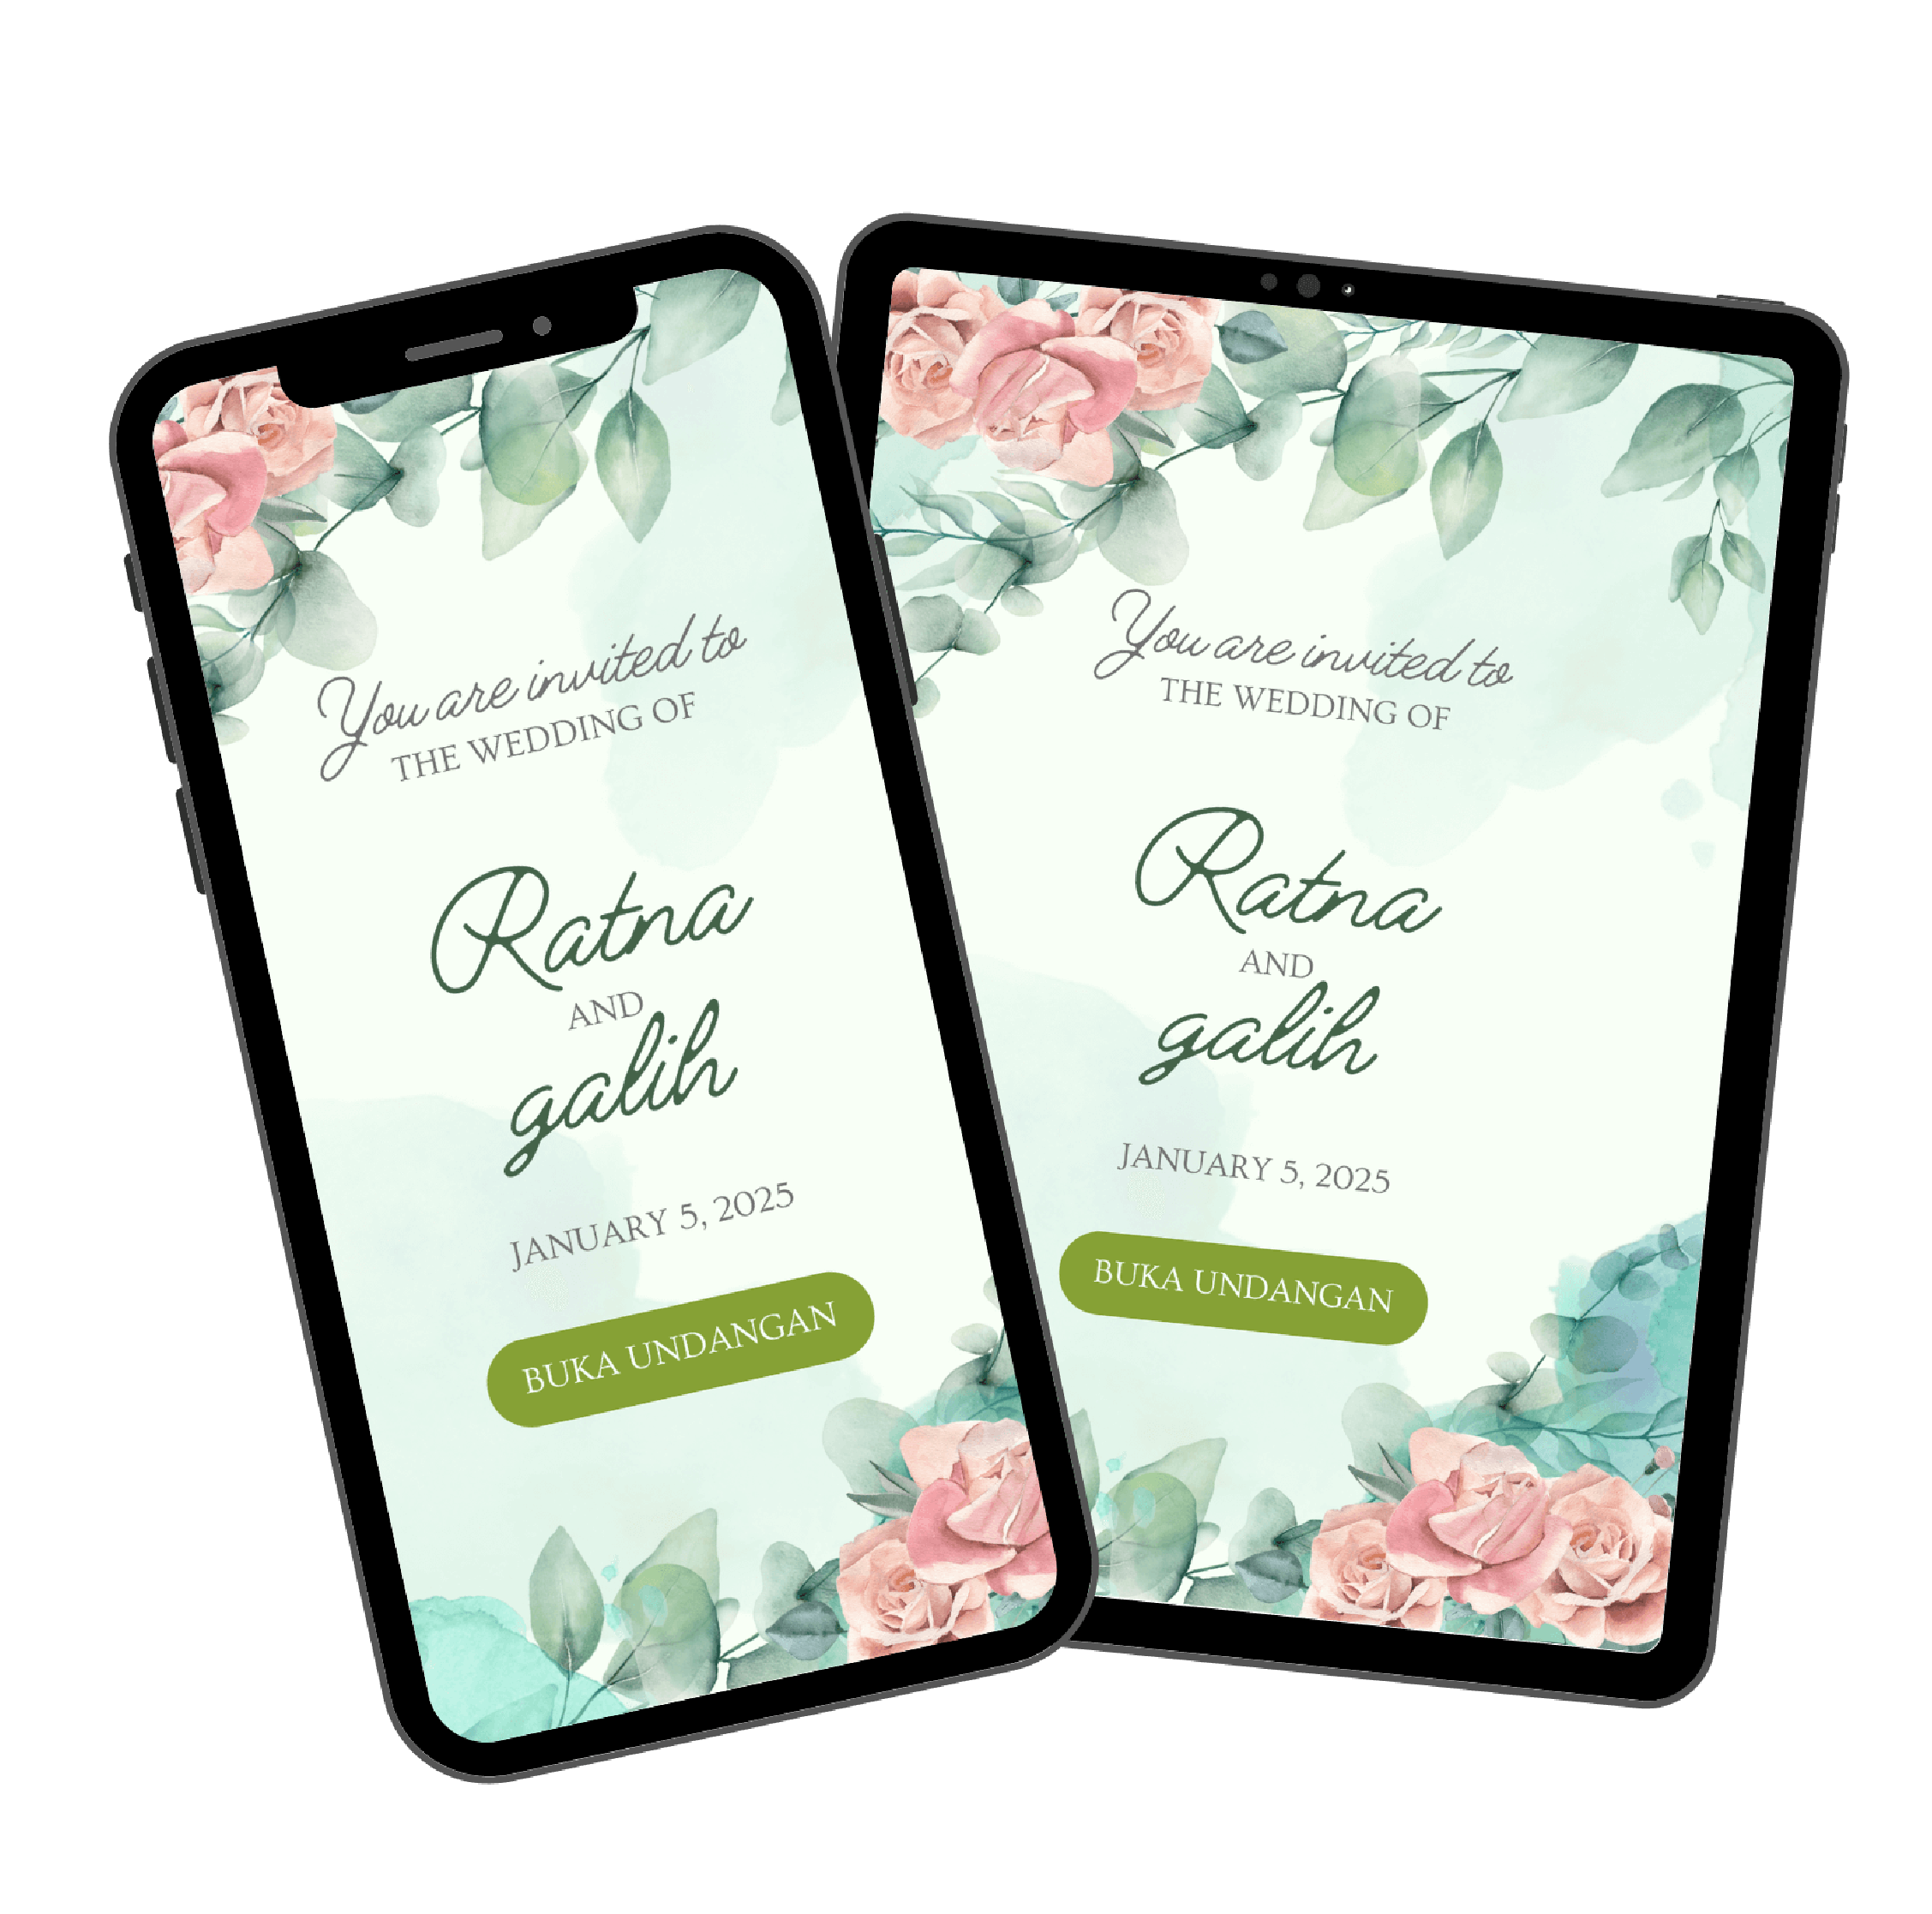 You are invited to
THE WEDDING OF
Ratna
AND
galih
JANUARY 5, 2025
BUKA UNDANGAN
You are invited to
THE WEDDING OF
Ratna
AND
galih
JANUARY 5, 2025
BUKA UNDANGAN